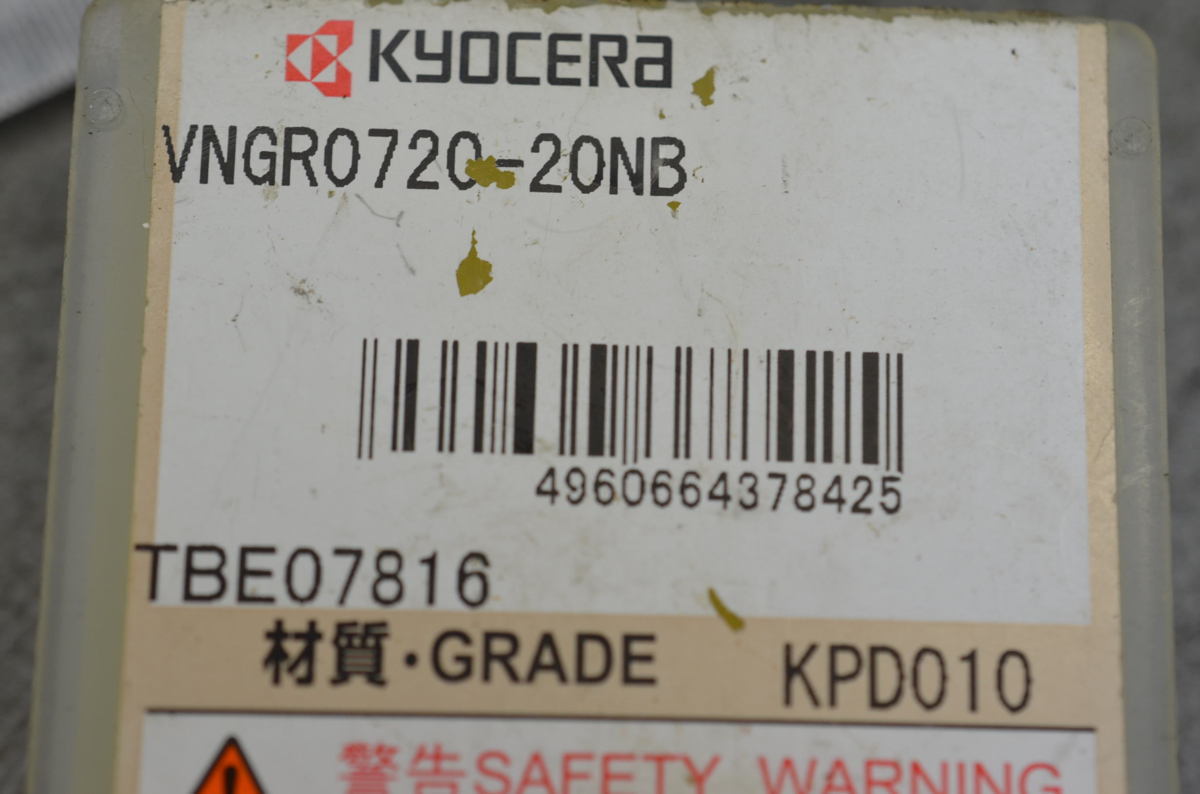 KYOCERA
VNGR0720-20NB
4960664378425
TBE07816
材質・GRADE KPD010
警告SAFETY WARNING